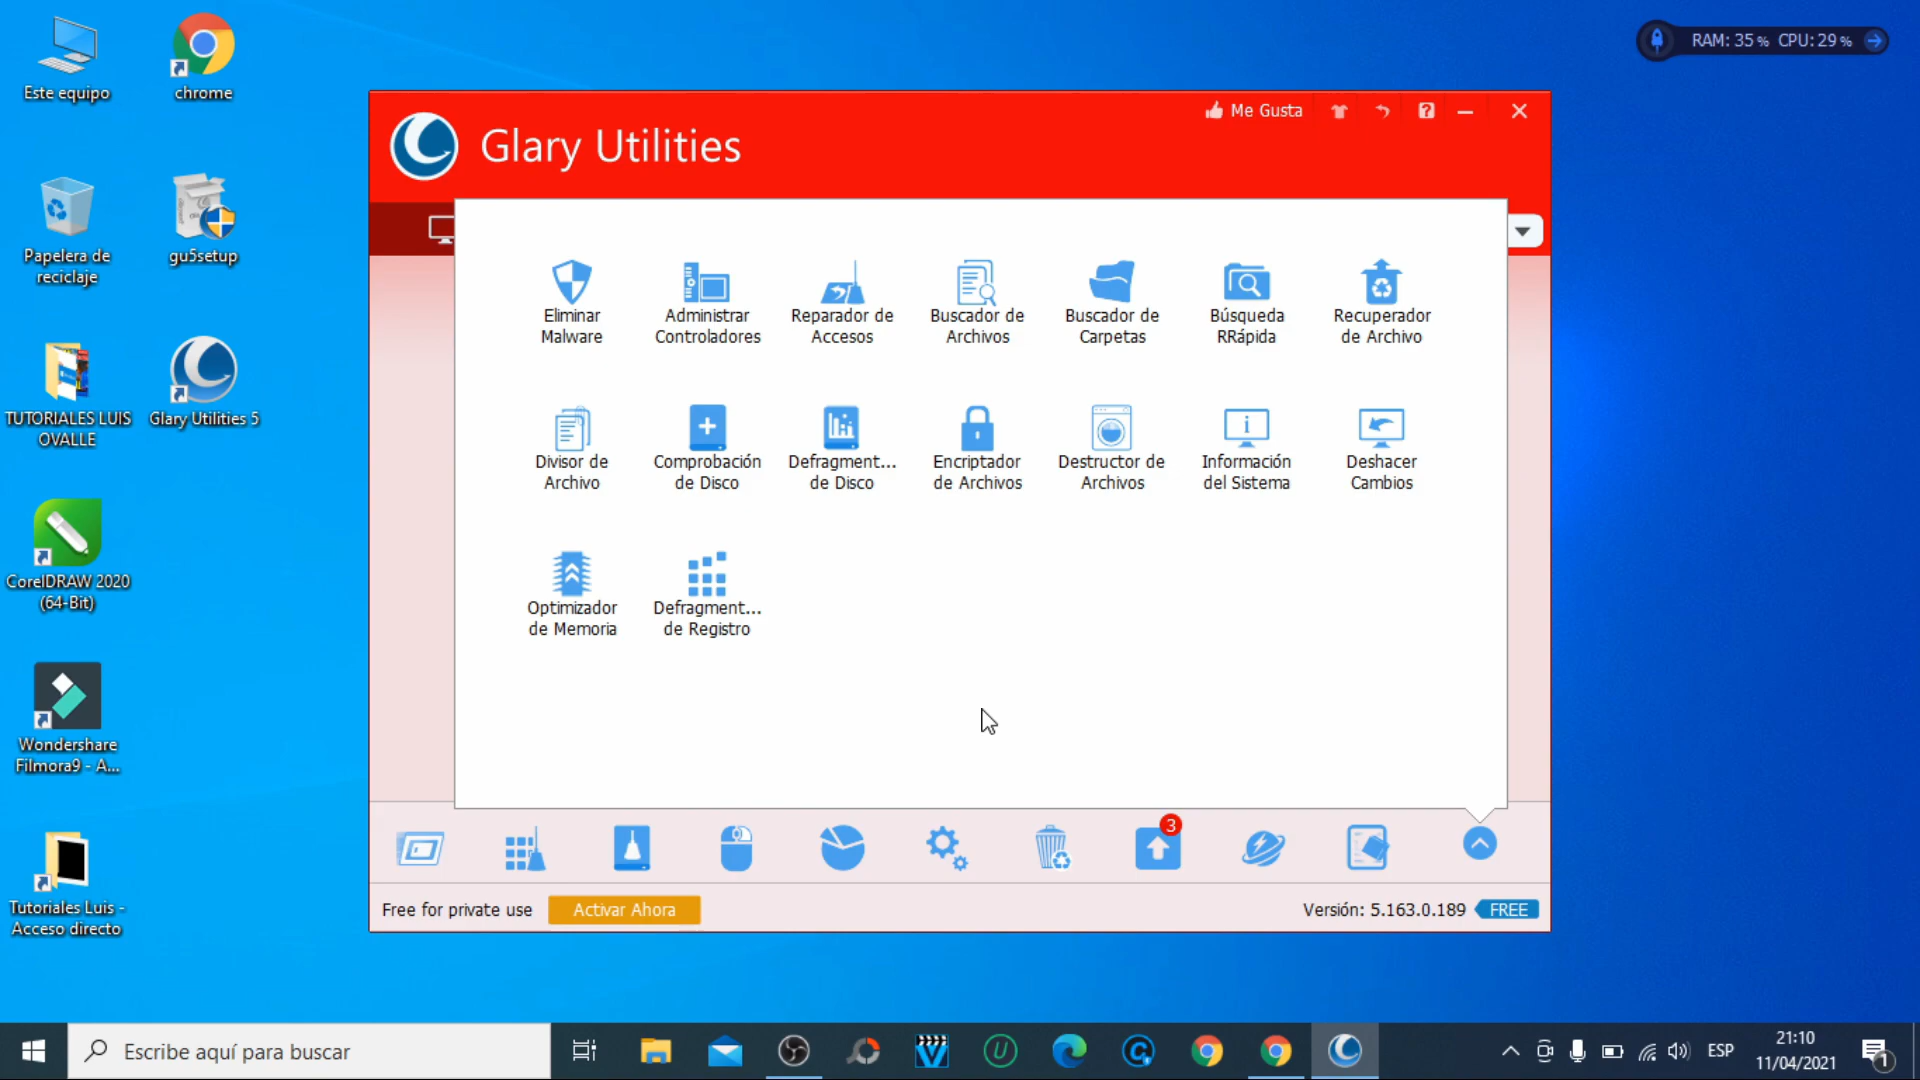 Este equipo
chrome
Papelera de
reciclaje
gu5setup
TUTORIALES LUIS
OVALLE
Glary Utilities 5
CorelDRAW 2020
(64-Bit)
Wondershare
Filmora9 - A...
Tutoriales Luis -
Acceso directo
RAM: 35% CPU:29%
Glary Utilities
Me Gusta
Eliminar
Malware
Administrar
Controladores
Reparador de
Accesos
Buscador de
Archivos
Buscador de
Carpetas
Búsqueda
RRápida
Recuperador
de Archivo
Divisor de
Archivo
Comprobación
de Disco
Defragment...
de Disco
Encriptador
de Archivos
Destructor de
Archivos
Información
del Sistema
Deshacer
Cambios
Optimizador
de Memoria
Defragment...
de Registro
3
Free for private use
Activar Ahora
Versión: 5.163.0.189
FREE
Escribe aquí para buscar
ESP
21:10
11/04/2021
1